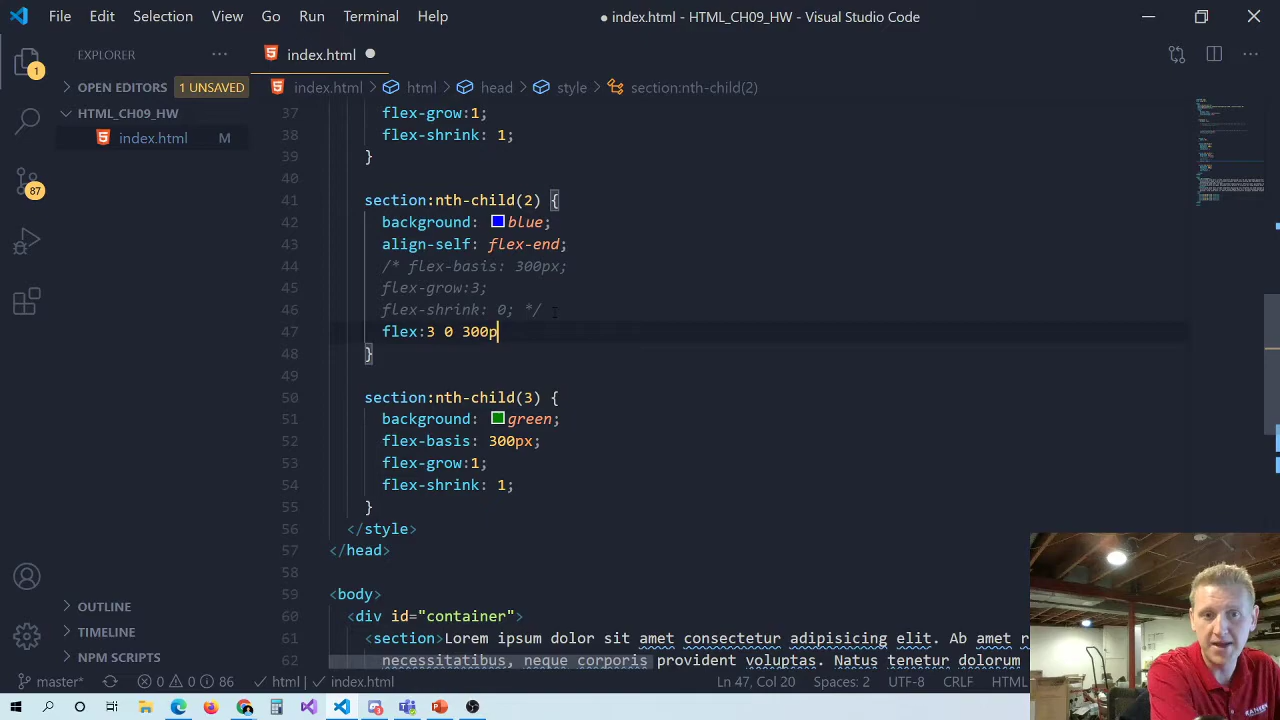 File Edit Selection View Go Run Terminal Help
● index.html - HTML_CH09_HW - Visual Studio Code
EXPLORER
index.html
OPEN EDITORS 1 UNSAVED
HTML_CH09_HW
index.html M
1
87
index.html > html > head > style > section:nth-child(2)
37 flex-grow:1;
38 flex-shrink: 1;
39 }
40
41 section:nth-child(2) {
42 background: blue;
43 align-self: flex-end;
44 /* flex-basis: 300px;
45 flex-grow:3;
46 flex-shrink: 0; */
47 flex:3 0 300p
48 }
49
50 section:nth-child(3) {
51 background: green;
52 flex-basis: 300px;
53 flex-grow:1;
54 flex-shrink: 1;
55 }
56 </style>
57 </head>
58
59 <body>
60 <div id="container">
61 <section>Lorem ipsum dolor sit amet consectetur adipisicing elit. Ab amet r
62 necessitatibus, neque corporis provident voluptas. Natus tenetur dolorum
OUTLINE
TIMELINE
NPM SCRIPTS
master* 0 0 86 html index.html Ln 47, Col 20 Spaces: 2 UTF-8 CRLF HTML